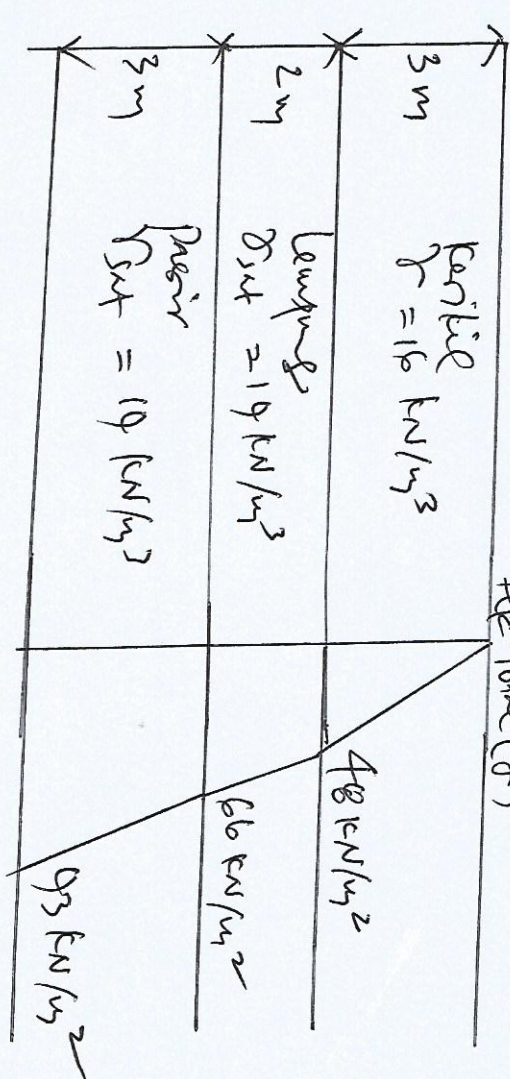 Total (σ)
3 m
Kerikil
γ = 16 kN/m³
48 kN/m²
2 m
Lempung
γsat = 19 kN/m³
66 kN/m²
3 m
Pasir
γsat = 19 kN/m³
93 kN/m²